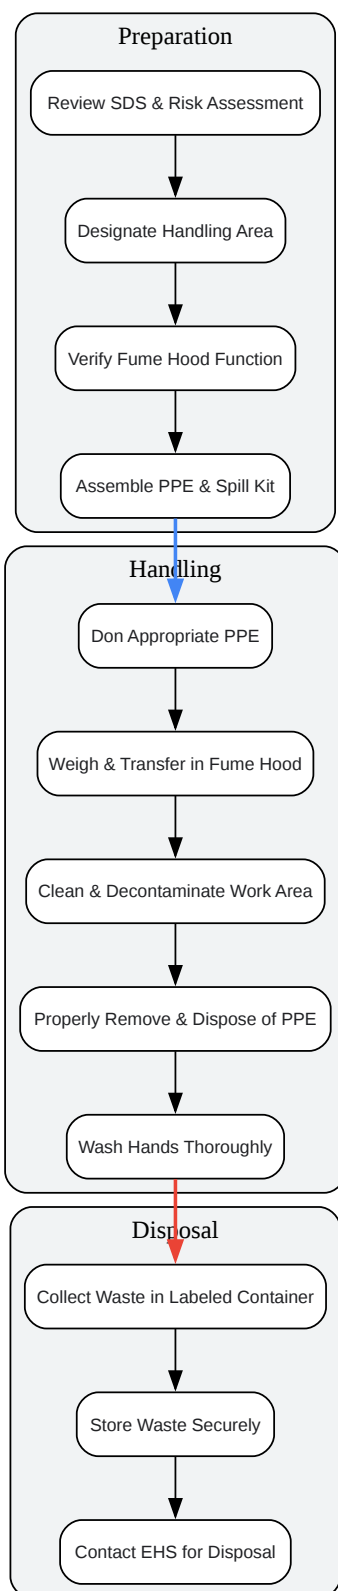 Preparation
Review SDS & Risk Assessment
Designate Handling Area
Verify Fume Hood Function
Assemble PPE & Spill Kit
Handling
Don Appropriate PPE
Weigh & Transfer in Fume Hood
Clean & Decontaminate Work Area
Properly Remove & Dispose of PPE
Wash Hands Thoroughly
Disposal
Collect Waste in Labeled Container
Store Waste Securely
Contact EHS for Disposal